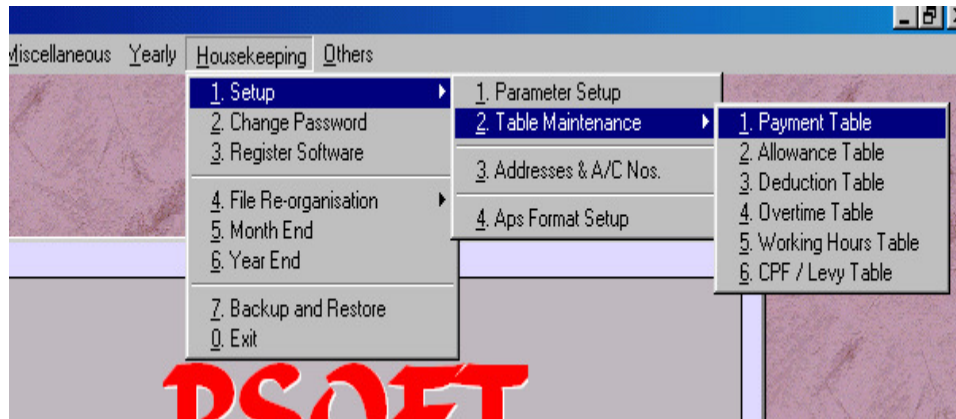 Miscellaneous Yearly Housekeeping Others
1. Setup
2. Change Password
3. Register Software
4. File Re-organisation
5. Month End
6. Year End
7. Backup and Restore
0. Exit
1. Parameter Setup
2. Table Maintenance
3. Addresses & A/C Nos.
4. Aps Format Setup
1. Payment Table
2. Allowance Table
3. Deduction Table
4. Overtime Table
5. Working Hours Table
6. CPF / Levy Table
PSOFT